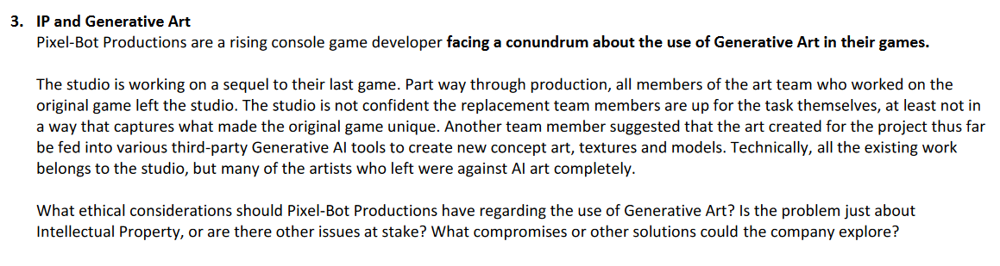 3. IP and Generative Art
Pixel-Bot Productions are a rising console game developer facing a conundrum about the use of Generative Art in their games.
The studio is working on a sequel to their last game. Part way through production, all members of the art team who worked on the
original game left the studio. The studio is not confident the replacement team members are up for the task themselves, at least not in
a way that captures what made the original game unique. Another team member suggested that the art created for the project thus far
be fed into various third-party Generative AI tools to create new concept art, textures and models. Technically, all the existing work
belongs to the studio, but many of the artists who left were against AI art completely.
What ethical considerations should Pixel-Bot Productions have regarding the use of Generative Art? Is the problem just about
Intellectual Property, or are there other issues at stake? What compromises or other solutions could the company explore?